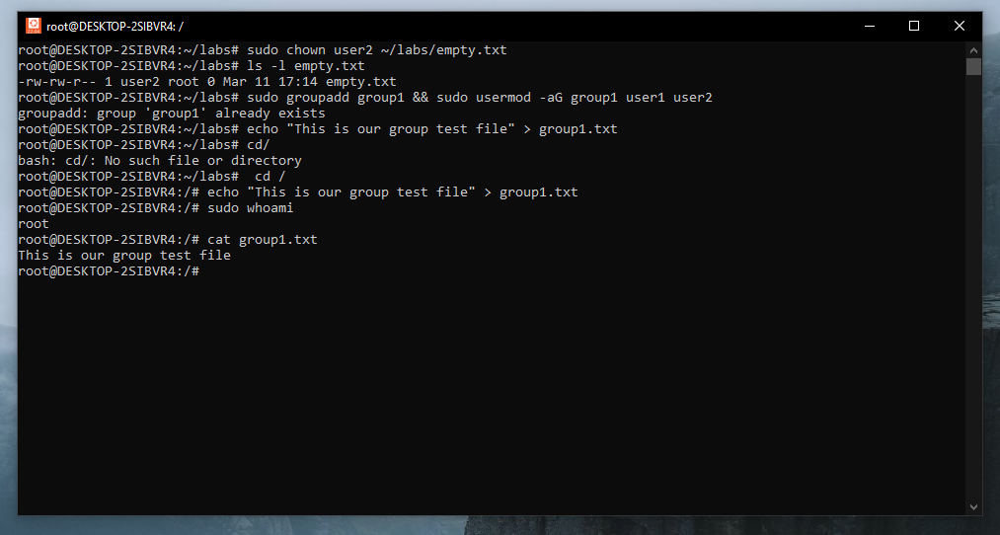 root@DESKTOP-2SIBVR4: /
root@DESKTOP-2SIBVR4:~/labs# sudo chown user2 ~/labs/empty.txt
root@DESKTOP-2SIBVR4:~/labs# ls -l empty.txt
-rw-rw-r-- 1 user2 root 0 Mar 11 17:14 empty.txt
root@DESKTOP-2SIBVR4:~/labs# sudo groupadd group1 && sudo usermod -aG group1 user1 user2
groupadd: group 'group1' already exists
root@DESKTOP-2SIBVR4:~/labs# echo "This is our group test file" > group1.txt
root@DESKTOP-2SIBVR4:~/labs# cd/
bash: cd/: No such file or directory
root@DESKTOP-2SIBVR4:~/labs#  cd /
root@DESKTOP-2SIBVR4:/# echo "This is our group test file" > group1.txt
root@DESKTOP-2SIBVR4:/# sudo whoami
root
root@DESKTOP-2SIBVR4:/# cat group1.txt
This is our group test file
root@DESKTOP-2SIBVR4:/#